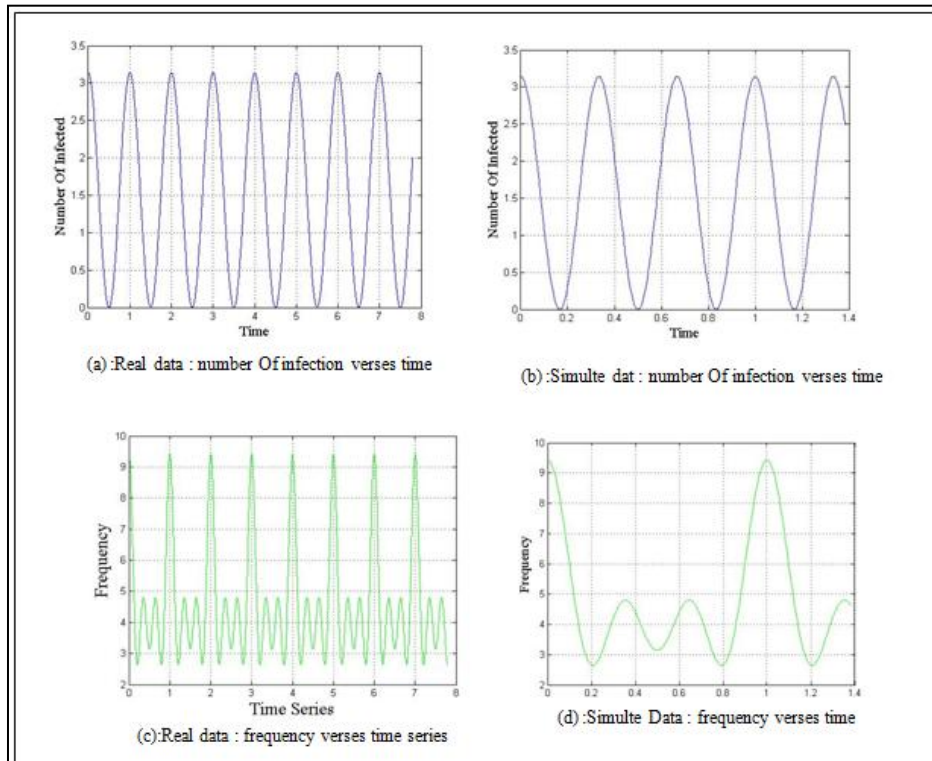 3.5
3
2.5
2
1.5
1
0.5
0
Number Of Infected
0 1 2 3 4 5 6 7 8
Time
(a) :Real data : number Of infection verses time
3.5
3
2.5
2
1.5
1
0.5
0
Number Of Infected
0 0.2 0.4 0.6 0.8 1 1.2 1.4
Time
(b) :Simulte dat : number Of infection verses time
10
9
8
7
6
5
4
3
2
Frequency
0 1 2 3 4 5 6 7 8
Time Series
(c):Real data : frequency verses time series
10
9
8
7
6
5
4
3
2
Frequency
0 0.2 0.4 0.6 0.8 1 1.2 1.4
(d) :Simulte Data : frequency verses time